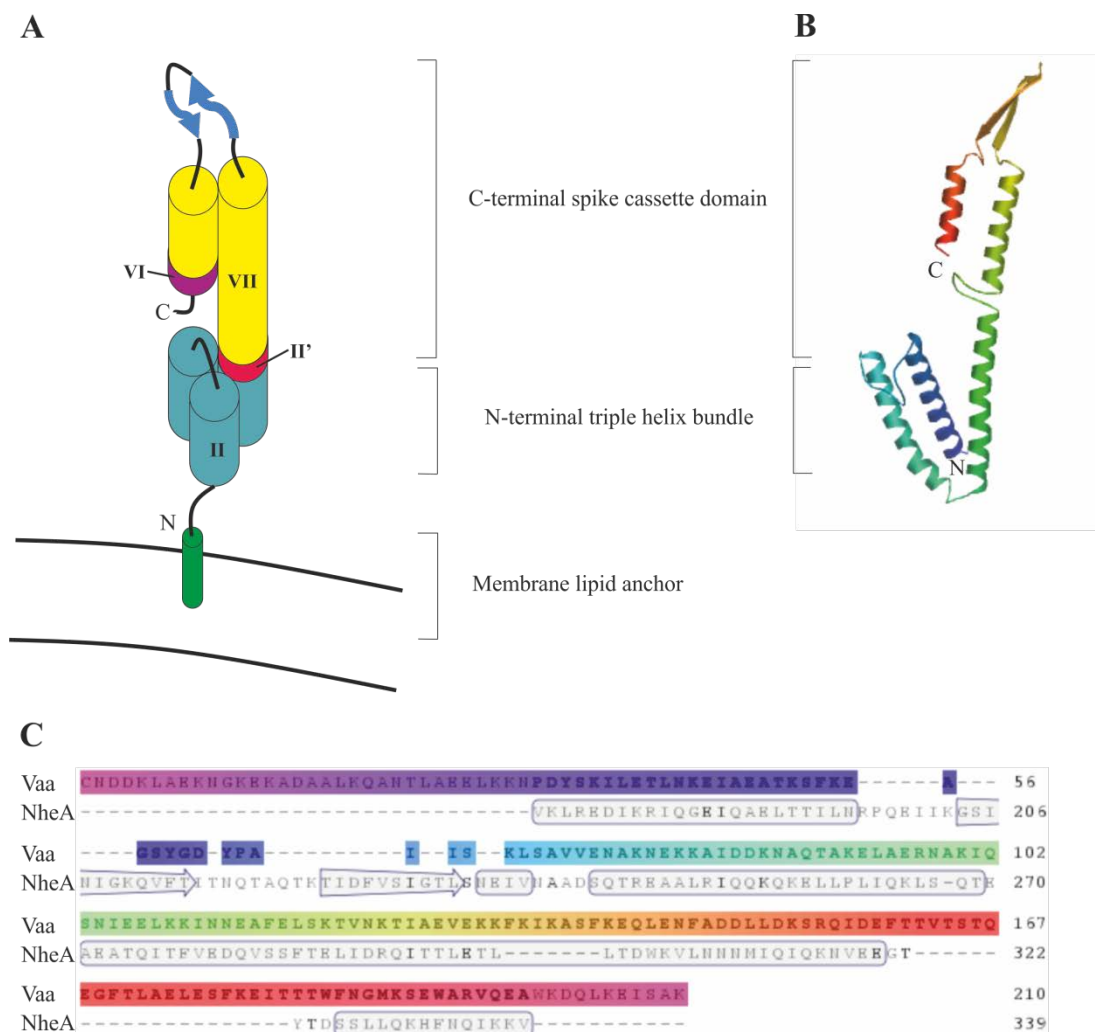 A
B
VI
VII
C
II'
II
N
C-terminal spike cassette domain
N-terminal triple helix bundle
Membrane lipid anchor
C
N
C
Vaa CNDDKLAEKNGKEKADAALKQANTLAEELKKNPDYSKILETLNKEIAEATKSFKE------A--- 56
NheA --------------------------------VKLREDIKRIQGEIQAELTTILNRPQEIIKGSI 206
Vaa ----GSYGD-YPA----------I--IS--KLSAVVENAKNEKKAIDDKNAQTAKELAERNAKIQ 102
NheA NIGKQVFTITNQTAQTKTIDFVSIGTLSNEIVNAADSQTREAALRIQQKQKELLPLIQKLS-QTE 270
Vaa SNIEELKKINNEAFELSKTVNKTIAEVEKKFKIKASFKEQLENFADDLLDKSRQIDEFTTVTSTQ 167
NheA AEATQITFVEDQVSSFTELIDRQITTLETL-------LTDWKVLNNNMIQIQKNVEEGT------ 322
Vaa EGFTLAELESFKEITTTWFNGMKSEWARVQEAWKDQLKEISAK 210
NheA ---------------YTDSSLLQKHFNQIKKV----------- 339